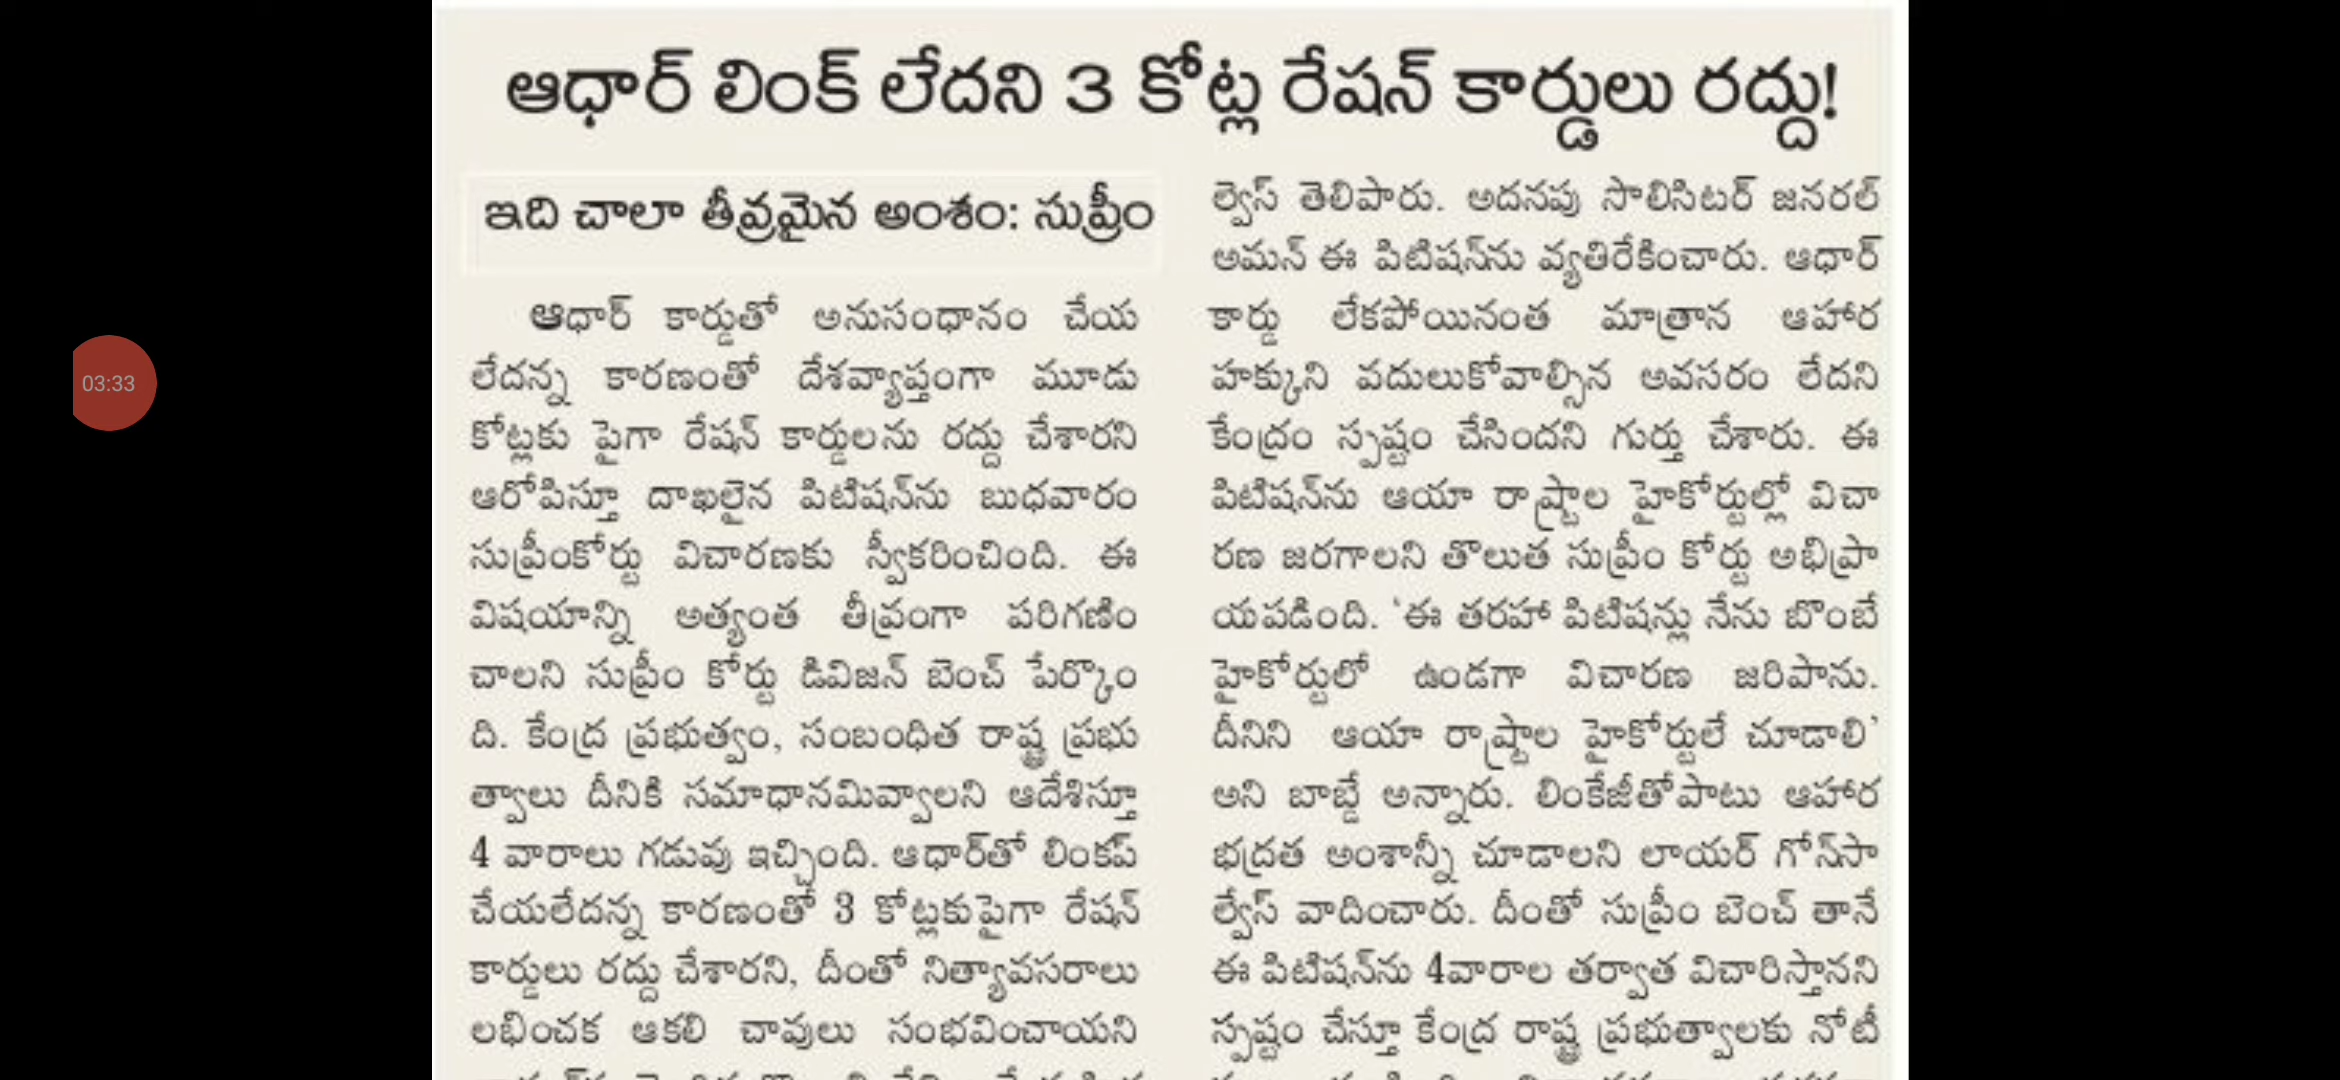 ఆధార్ లింక్ లేదని 3 కోట్ల రేషన్ కార్డులు రద్దు!
ఇది చాలా తీవ్రమైన అంశం: సుప్రీం
ఆధార్ కార్డుతో అనుసంధానం చేయ
లేదన్న కారణంతో దేశవ్యాప్తంగా మూడు
కోట్లకు పైగా రేషన్ కార్డులను రద్దు చేశారని
ఆరోపిస్తూ దాఖలైన పిటిషన్‌ను బుధవారం
సుప్రీంకోర్టు విచారణకు స్వీకరించింది. ఈ
విషయాన్ని అత్యంత తీవ్రంగా పరిగణిం
చాలని సుప్రీం కోర్టు డివిజన్ బెంచ్ పేర్కొం
ది. కేంద్ర ప్రభుత్వం, సంబంధిత రాష్ట్ర ప్రభు
త్వాలు దీనికి సమాధానమివ్వాలని ఆదేశిస్తూ
4 వారాలు గడువు ఇచ్చింది. ఆధార్‌తో లింకప్
చేయలేదన్న కారణంతో 3 కోట్లకుపైగా రేషన్
కార్డులు రద్దు చేశారని, దీంతో నిత్యావసరాలు
లభించక ఆకలి చావులు సంభవించాయని
ల్వేస్ తెలిపారు. అదనపు సొలిసిటర్ జనరల్
అమన్ ఈ పిటిషన్‌ను వ్యతిరేకించారు. ఆధార్
కార్డు లేకపోయినంత మాత్రాన ఆహార
హక్కుని వదులుకోవాల్సిన అవసరం లేదని
కేంద్రం స్పష్టం చేసిందని గుర్తు చేశారు. ఈ
పిటిషన్‌ను ఆయా రాష్ట్రాల హైకోర్టుల్లో విచా
రణ జరగాలని తొలుత సుప్రీం కోర్టు అభిప్రా
యపడింది. ‘ఈ తరహా పిటిషన్లు నేను బొంబే
హైకోర్టులో ఉండగా విచారణ జరిపాను.
దీనిని ఆయా రాష్ట్రాల హైకోర్టులే చూడాలి’
అని బాబ్డే అన్నారు. లింకేజీతోపాటు ఆహార
భద్రత అంశాన్నీ చూడాలని లాయర్ గోన్‌సా
ల్వేస్ వాదించారు. దీంతో సుప్రీం బెంచ్ తానే
ఈ పిటిషన్‌ను 4వారాల తర్వాత విచారిస్తానని
స్పష్టం చేస్తూ కేంద్ర రాష్ట్ర ప్రభుత్వాలకు నోటీ
03:33